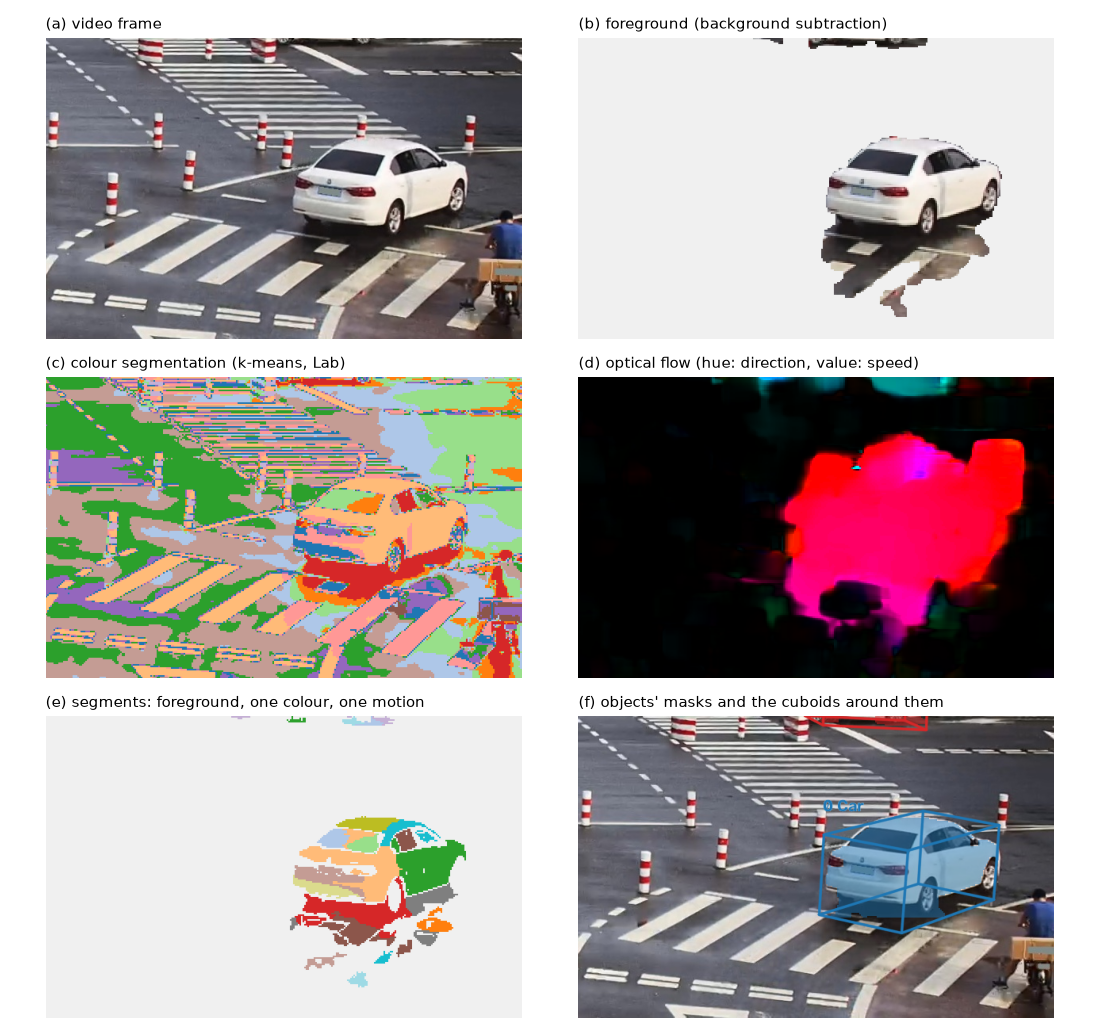 (a) video frame
(b) foreground (background subtraction)
(c) colour segmentation (k-means, Lab)
(d) optical flow (hue: direction, value: speed)
(e) segments: foreground, one colour, one motion
(f) objects' masks and the cuboids around them
0 Car